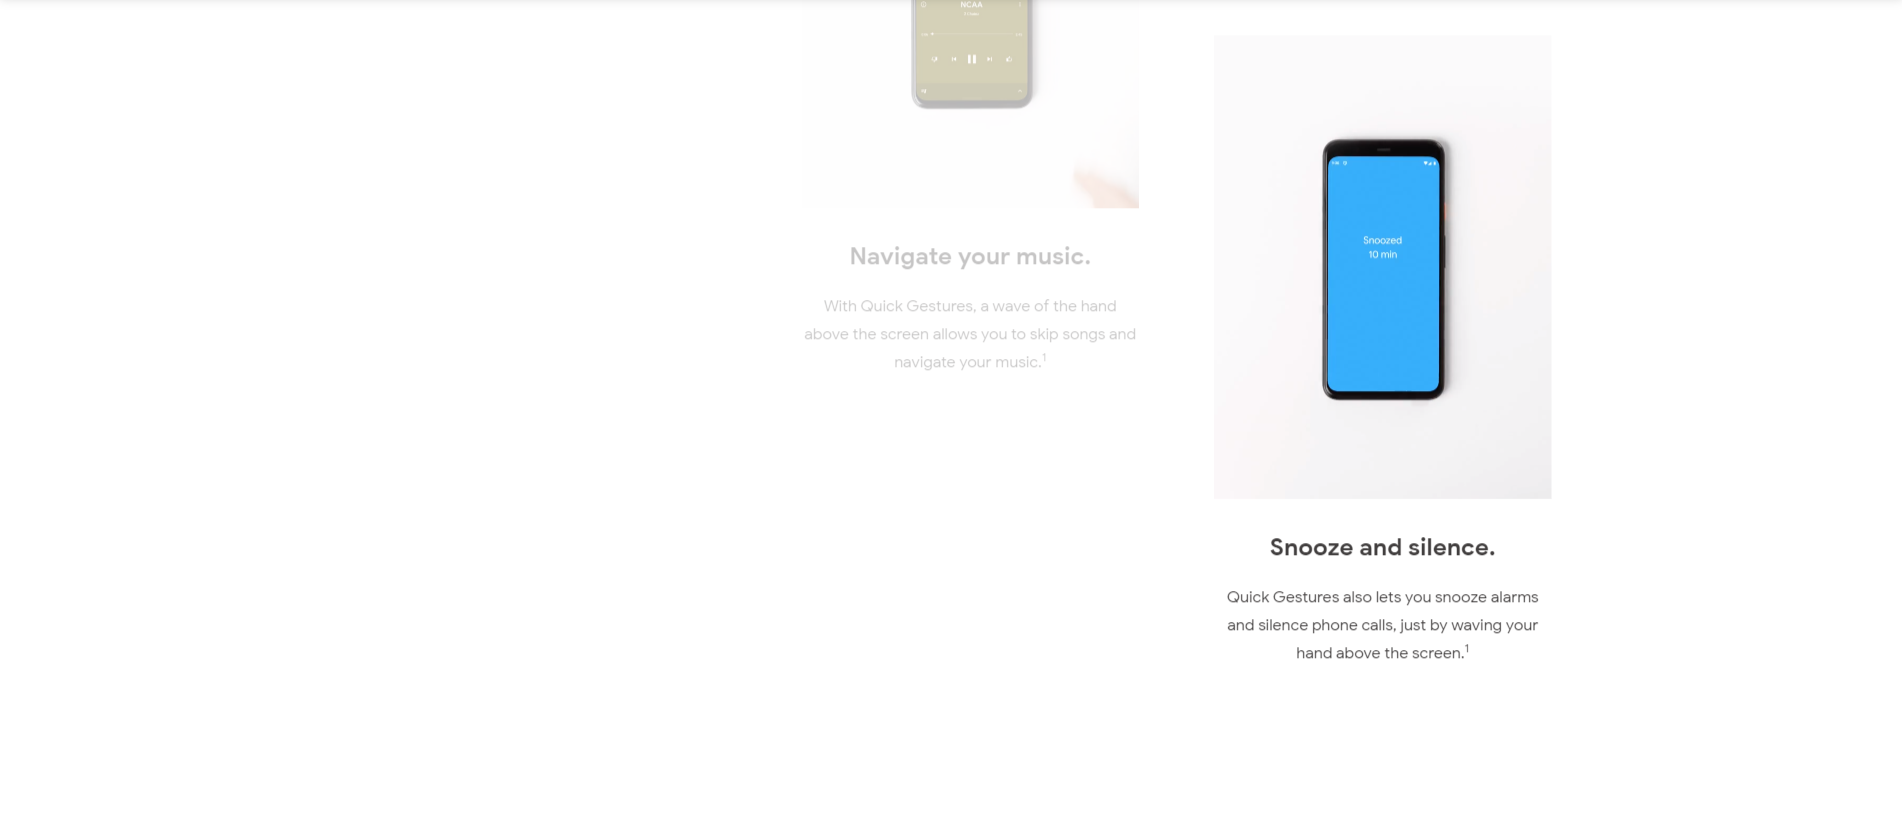 NCAA
Navigate your music.
With Quick Gestures, a wave of the hand
above the screen allows you to skip songs and
navigate your music.1
Snoozed
10 min
Snooze and silence.
Quick Gestures also lets you snooze alarms
and silence phone calls, just by waving your
hand above the screen.1